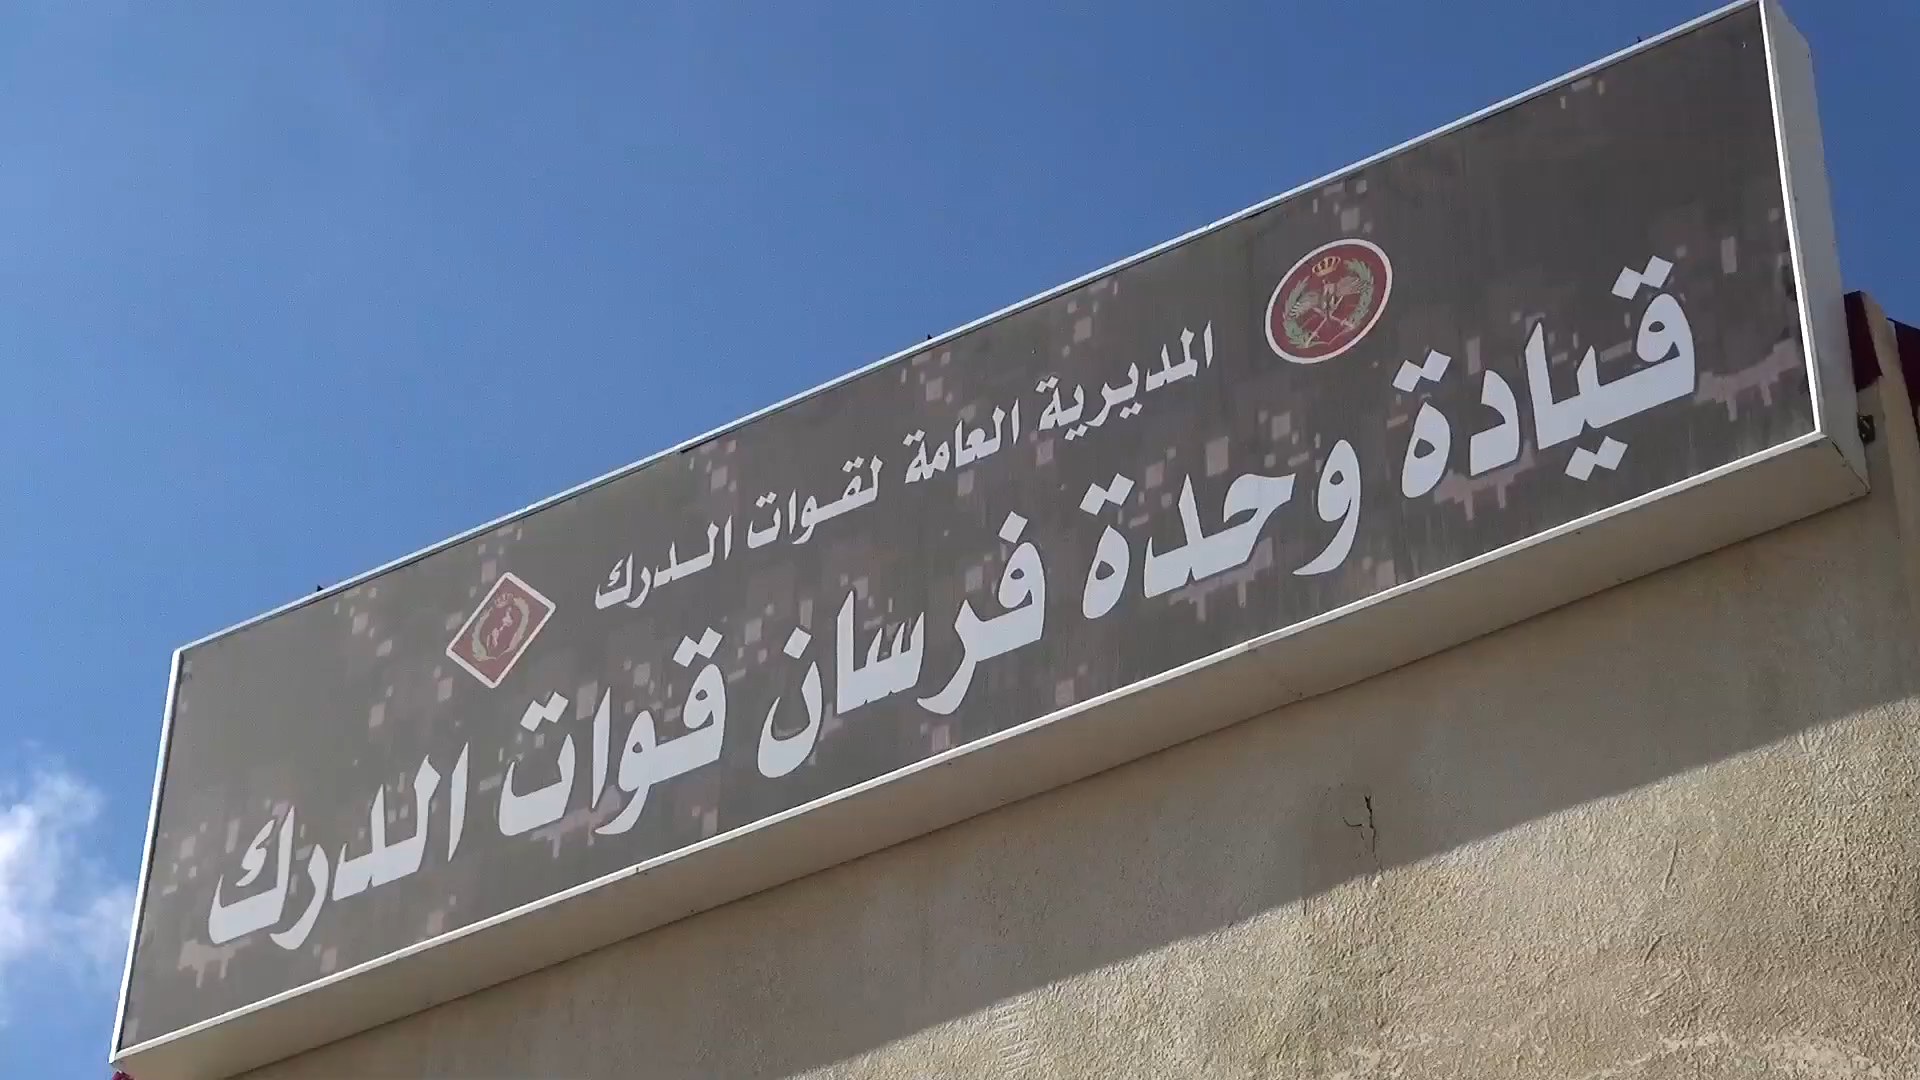 المديرية العامة لقوات الدرك
قيادة وحدة فرسان قوات الدرك